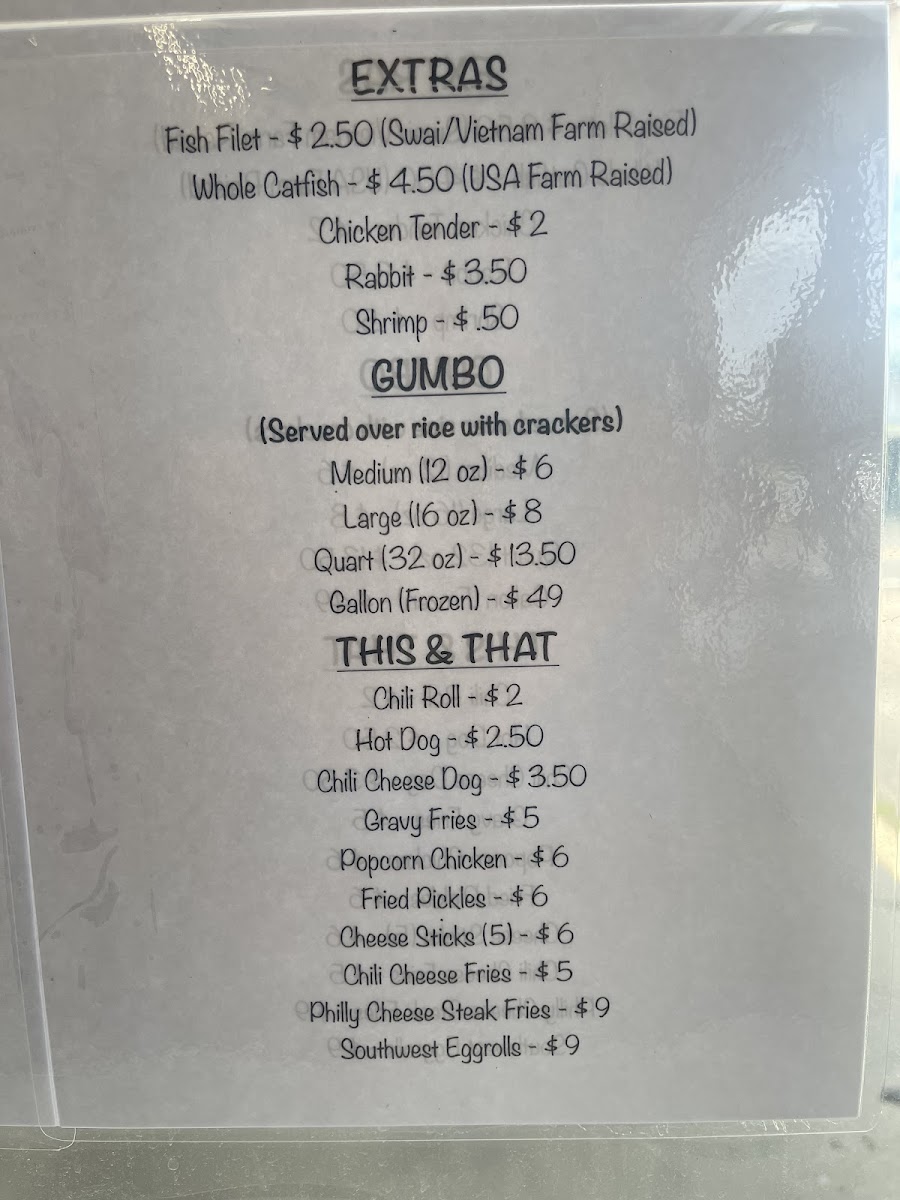 EXTRAS
Fish Filet - $ 2.50 (Swai/Vietnam Farm Raised)
Whole Catfish - $ 4.50 (USA Farm Raised)
Chicken Tender - $ 2
Rabbit - $ 3.50
Shrimp - $ .50
GUMBO
(Served over rice with crackers)
Medium (12 oz) - $ 6
Large (16 oz) - $ 8
Quart (32 oz) - $ 13.50
Gallon (Frozen) - $ 49
THIS & THAT
Chili Roll - $ 2
Hot Dog - $ 2.50
Chili Cheese Dog - $ 3.50
Gravy Fries - $ 5
Popcorn Chicken - $ 6
Fried Pickles - $ 6
Cheese Sticks (5) - $ 6
Chili Cheese Fries - $ 5
Philly Cheese Steak Fries - $ 9
Southwest Eggrolls - $ 9